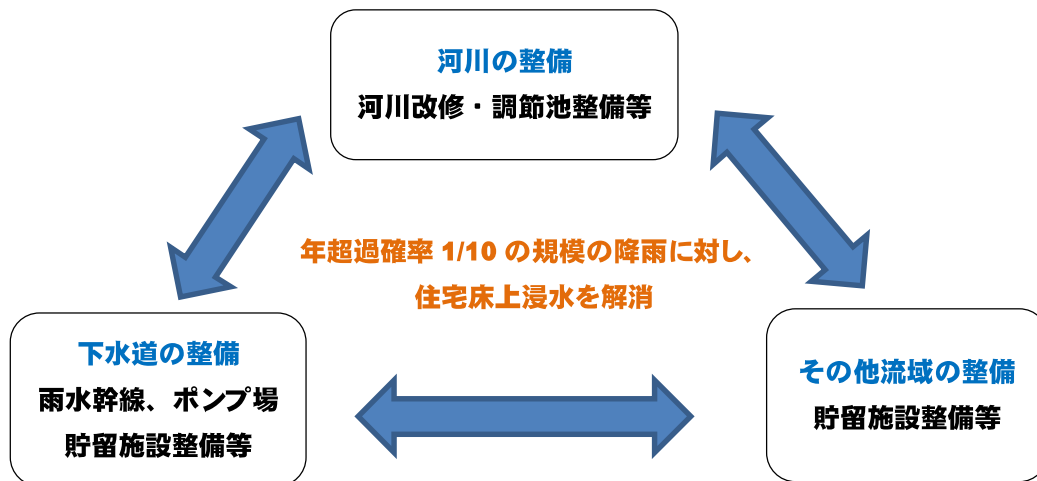 河川の整備
河川改修・調節池整備等
年超過確率 1/10 の規模の降雨に対し、
住宅床上浸水を解消
下水道の整備
雨水幹線、ポンプ場
貯留施設整備等
その他流域の整備
貯留施設整備等